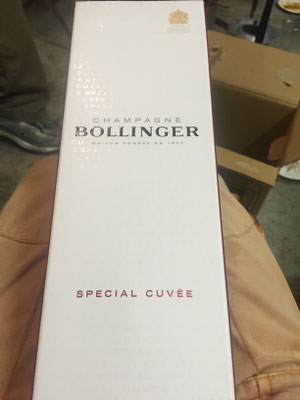 CHAMPAGNE
BOLLINGER
MAISON FONDÉE EN 1829
SPECIAL CUVÉE